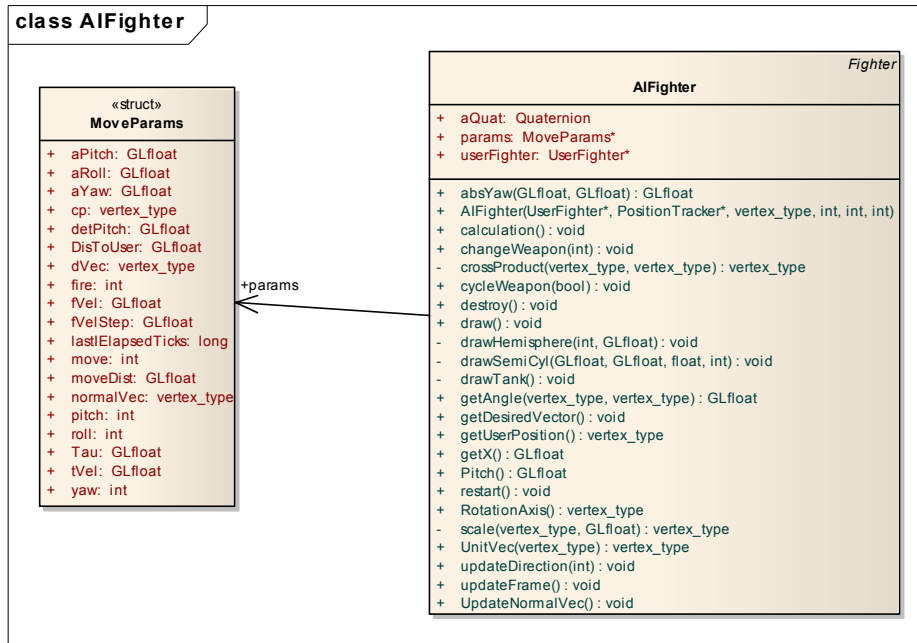 class AIFighter
«struct»
MoveParams
+ aPitch: GLfloat
+ aRoll: GLfloat
+ aYaw: GLfloat
+ cp: vertex_type
+ detPitch: GLfloat
+ DisToUser: GLfloat
+ dVec: vertex_type
+ fire: int
+ fVel: GLfloat
+ fVelStep: GLfloat
+ lastlElapsedTicks: long
+ move: int
+ moveDist: GLfloat
+ normalVec: vertex_type
+ pitch: int
+ roll: int
+ Tau: GLfloat
+ tVel: GLfloat
+ yaw: int
+params
Fighter
AIFighter
+ aQuat: Quaternion
+ params: MoveParams*
+ userFighter: UserFighter*
+ absYaw(GLfloat, GLfloat) : GLfloat
+ AIFighter(UserFighter*, PositionTracker*, vertex_type, int, int, int)
+ calculation() : void
+ changeWeapon(int) : void
- crossProduct(vertex_type, vertex_type) : vertex_type
+ cycleWeapon(bool) : void
+ destroy() : void
+ draw() : void
- drawHemisphere(int, GLfloat) : void
- drawSemiCyl(GLfloat, GLfloat, float, int) : void
- drawTank() : void
+ getAngle(vertex_type, vertex_type) : GLfloat
+ getDesiredVector() : void
+ getUserPosition() : vertex_type
+ getX() : GLfloat
+ Pitch() : GLfloat
+ restart() : void
+ RotationAxis() : vertex_type
- scale(vertex_type, GLfloat) : vertex_type
+ UnitVec(vertex_type) : vertex_type
+ updateDirection(int) : void
+ updateFrame() : void
+ UpdateNormalVec() : void